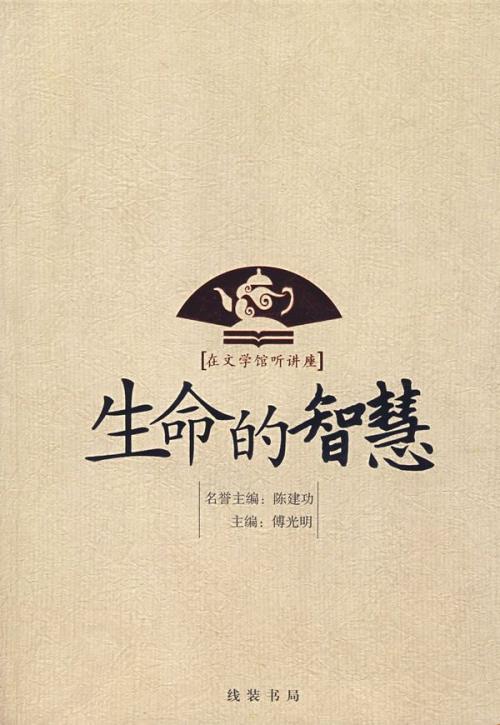 [在文学馆听讲座]
生命的智慧
名誉主编：陈建功
主编：傅光明
线装书局